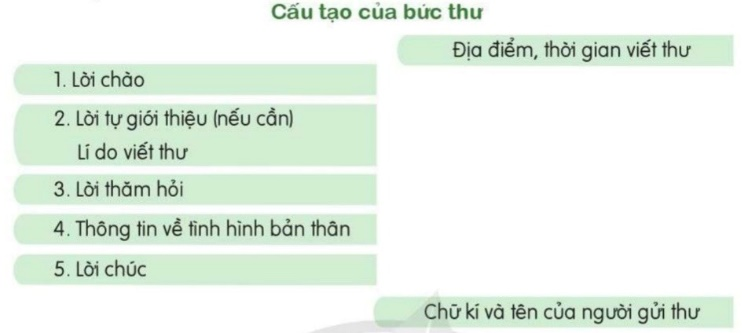 Cấu tạo của bức thư
Địa điểm, thời gian viết thư
1. Lời chào
2. Lời tự giới thiệu (nếu cần)
Lí do viết thư
3. Lời thăm hỏi
4. Thông tin về tình hình bản thân
5. Lời chúc
Chữ kí và tên của người gửi thư